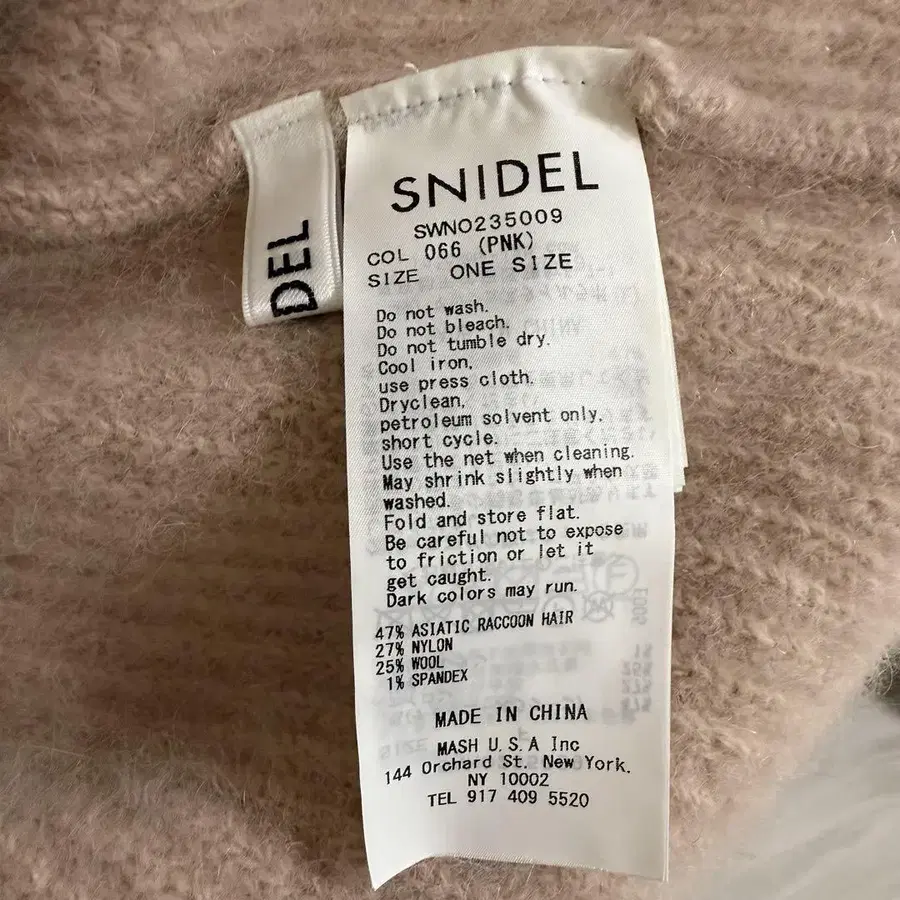 DEL
SNIDEL
SWNO235009
COL 066 (PNK)
SIZE ONE SIZE
Do not wash.
Do not bleach.
Do not tumble dry.
Cool iron,
use press cloth.
Dryclean,
petroleum solvent only,
short cycle.
Use the net when cleaning.
May shrink slightly when
washed.
Fold and store flat.
Be careful not to expose
to friction or let it
get caught.
Dark colors may run.
47% ASIATIC RACCOON HAIR
27% NYLON
25% WOOL
1% SPANDEX
MADE IN CHINA
MASH U.S.A Inc
144 Orchard St. New York,
NY 10002
TEL 917 409 5520